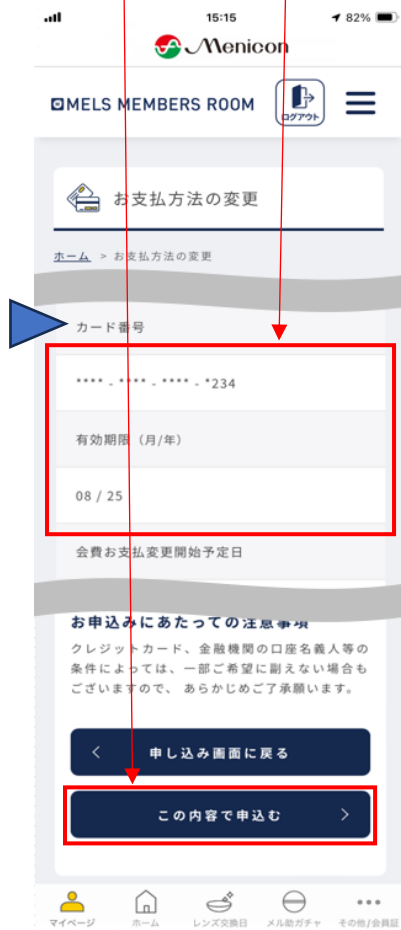 15:15
82%
Menicon
MELS MEMBERS ROOM
ログアウト
お支払方法の変更
ホーム > お支払方法の変更
カード番号
**** - **** - **** - *234
有効期限（月/年）
08 / 25
会費お支払変更開始予定日
お申込みにあたっての注意事項
クレジットカード、金融機関の口座名義人等の
条件によっては、一部ご希望に副えない場合も
ございますので、 あらかじめご了承願います。
< 申し込み画面に戻る
この内容で申込む >
マイページ
ホーム
レンズ交換日
メル助ガチャ
その他/会員証